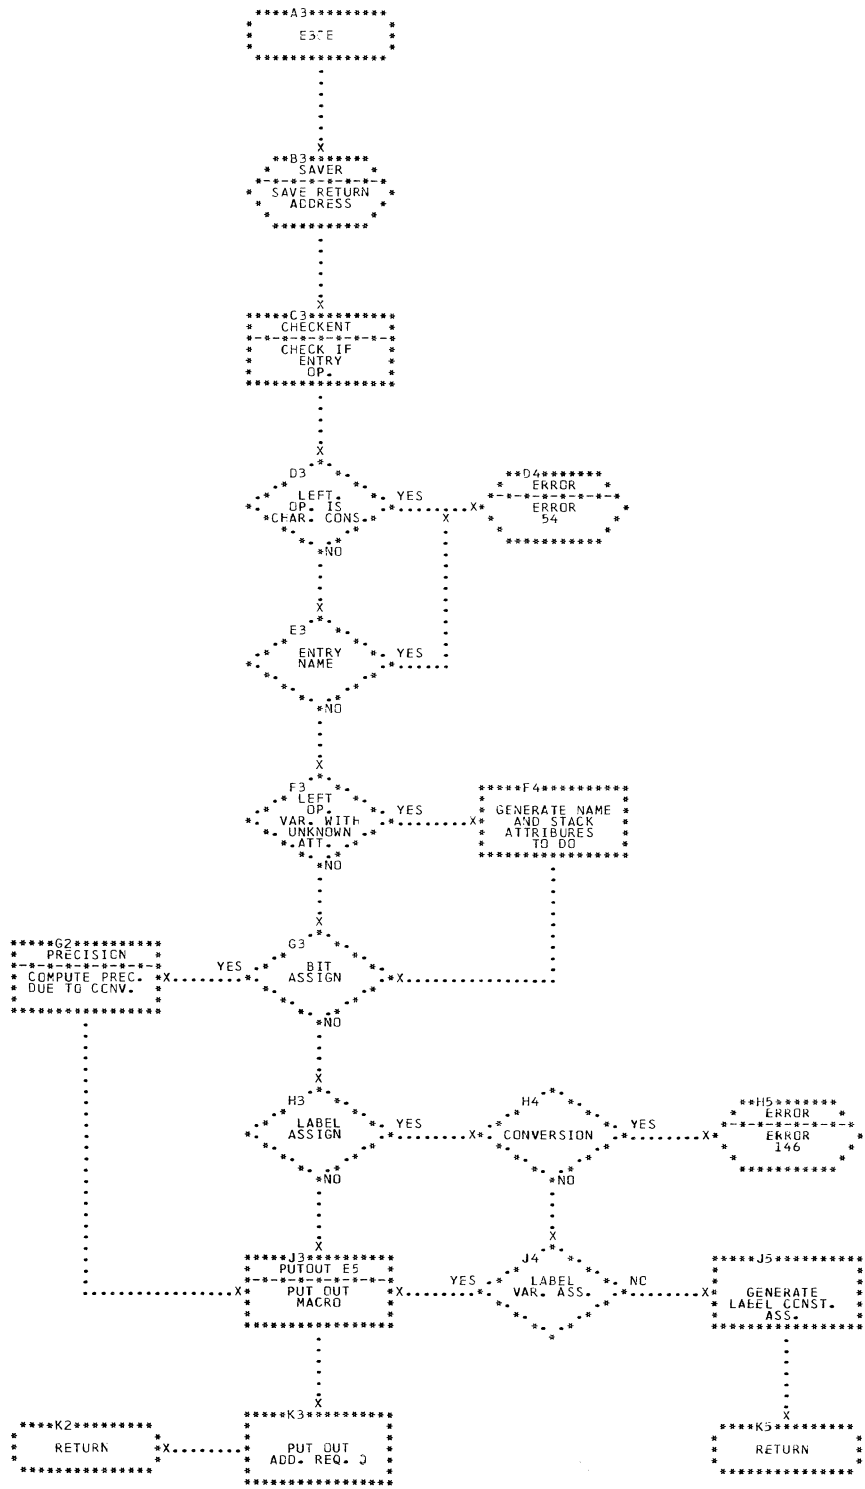 A3
B3
SAVER
SAVE RETURN
ADDRESS
C3
CHECKENT
CHECK IF
ENTRY
OP.
D3
LEFT.
OP. IS
CHAR. CONS.
YES
NO
D4
ERROR
ERROR
54
E3
ENTRY
NAME
YES
NO
F3
LEFT
OP.
VAR. WITH
UNKNOWN
ATT.
YES
NO
F4
GENERATE NAME
AND STACK
ATTRIBURES
TO DO
G2
PRECISION
COMPUTE PREC.
DUE TO CCNV.
YES
G3
BIT
ASSIGN
NO
H3
LABEL
ASSIGN
YES
NO
H4
CONVERSION
YES
NO
H5
ERROR
ERROR
146
J3
PUTOUT E5
PUT OUT
MACRO
YES
J4
LABEL
VAR. ASS.
NC
J5
GENERATE
LABEL CONST.
ASS.
K2
RETURN
K3
PUT OUT
ADD. REQ.
K5
RETURN